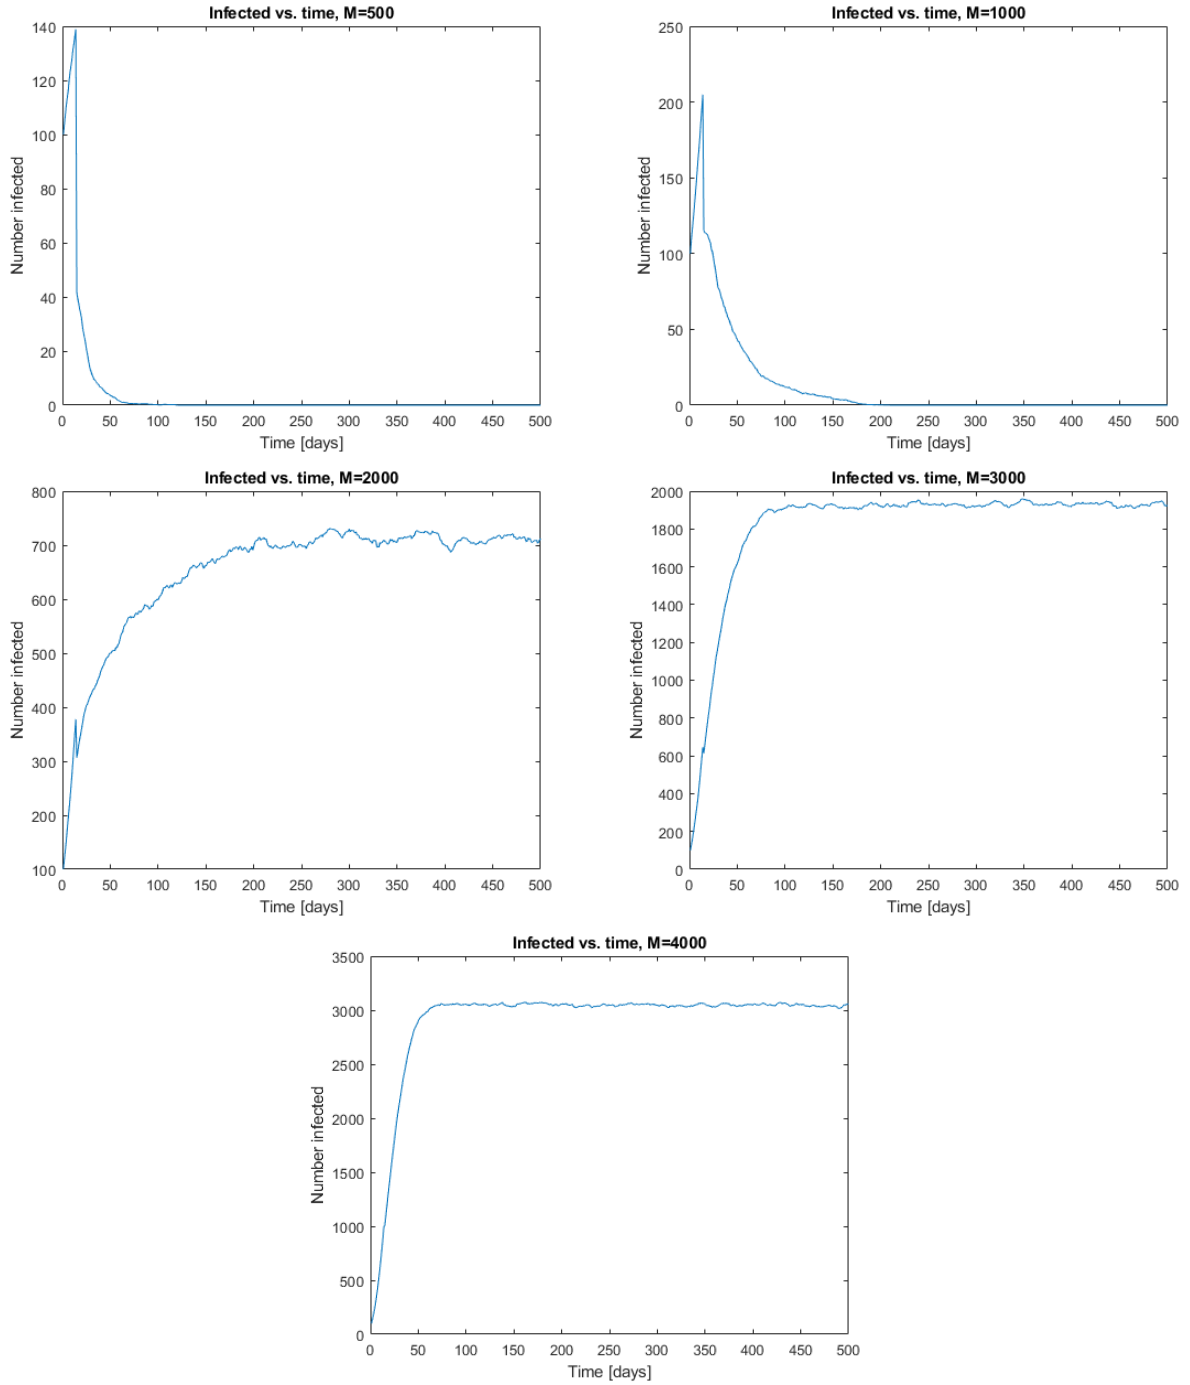 Infected vs. time, M=500
140
120
100
80
60
40
20
0
Number infected
0 50 100 150 200 250 300 350 400 450 500
Time [days]
Infected vs. time, M=1000
250
200
150
100
50
0
Number infected
0 50 100 150 200 250 300 350 400 450 500
Time [days]
Infected vs. time, M=2000
800
700
600
500
400
300
200
100
Number infected
0 50 100 150 200 250 300 350 400 450 500
Time [days]
Infected vs. time, M=3000
2000
1800
1600
1400
1200
1000
800
600
400
200
0
Number infected
0 50 100 150 200 250 300 350 400 450 500
Time [days]
Infected vs. time, M=4000
3500
3000
2500
2000
1500
1000
500
0
Number infected
0 50 100 150 200 250 300 350 400 450 500
Time [days]